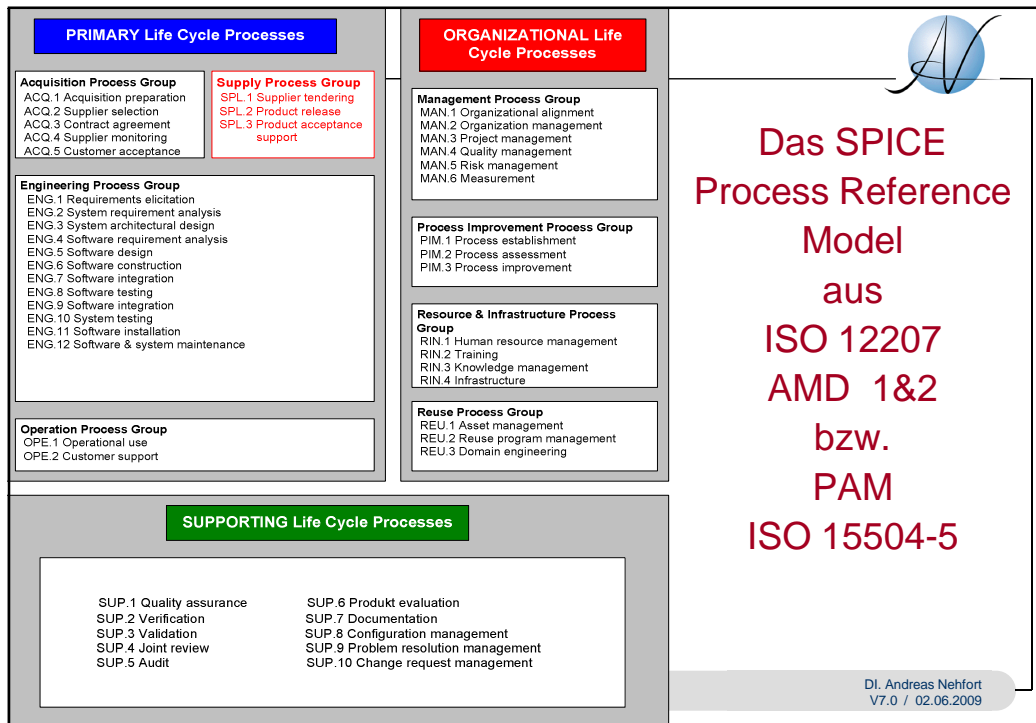 PRIMARY Life Cycle Processes
Acquisition Process Group
ACQ.1 Acquisition preparation
ACQ.2 Supplier selection
ACQ.3 Contract agreement
ACQ.4 Supplier monitoring
ACQ.5 Customer acceptance
Supply Process Group
SPL.1 Supplier tendering
SPL.2 Product release
SPL.3 Product acceptance
support
Engineering Process Group
ENG.1 Requirements elicitation
ENG.2 System requirement analysis
ENG.3 System architectural design
ENG.4 Software requirement analysis
ENG.5 Software design
ENG.6 Software construction
ENG.7 Software integration
ENG.8 Software testing
ENG.9 Software integration
ENG.10 System testing
ENG.11 Software installation
ENG.12 Software & system maintenance
Operation Process Group
OPE.1 Operational use
OPE.2 Customer support
ORGANIZATIONAL Life
Cycle Processes
Management Process Group
MAN.1 Organizational alignment
MAN.2 Organization management
MAN.3 Project management
MAN.4 Quality management
MAN.5 Risk management
MAN.6 Measurement
Process Improvement Process Group
PIM.1 Process establishment
PIM.2 Process assessment
PIM.3 Process improvement
Resource & Infrastructure Process
Group
RIN.1 Human resource management
RIN.2 Training
RIN.3 Knowledge management
RIN.4 Infrastructure
Reuse Process Group
REU.1 Asset management
REU.2 Reuse program management
REU.3 Domain engineering
SUPPORTING Life Cycle Processes
SUP.1 Quality assurance
SUP.2 Verification
SUP.3 Validation
SUP.4 Joint review
SUP.5 Audit
SUP.6 Produkt evaluation
SUP.7 Documentation
SUP.8 Configuration management
SUP.9 Problem resolution management
SUP.10 Change request management
Das SPICE
Process Reference
Model
aus
ISO 12207
AMD 1&2
bzw.
PAM
ISO 15504-5
DI. Andreas Nehfort
V7.0 / 02.06.2009